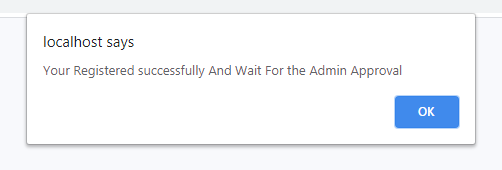 localhost says
Your Registered successfully And Wait For the Admin Approval
OK